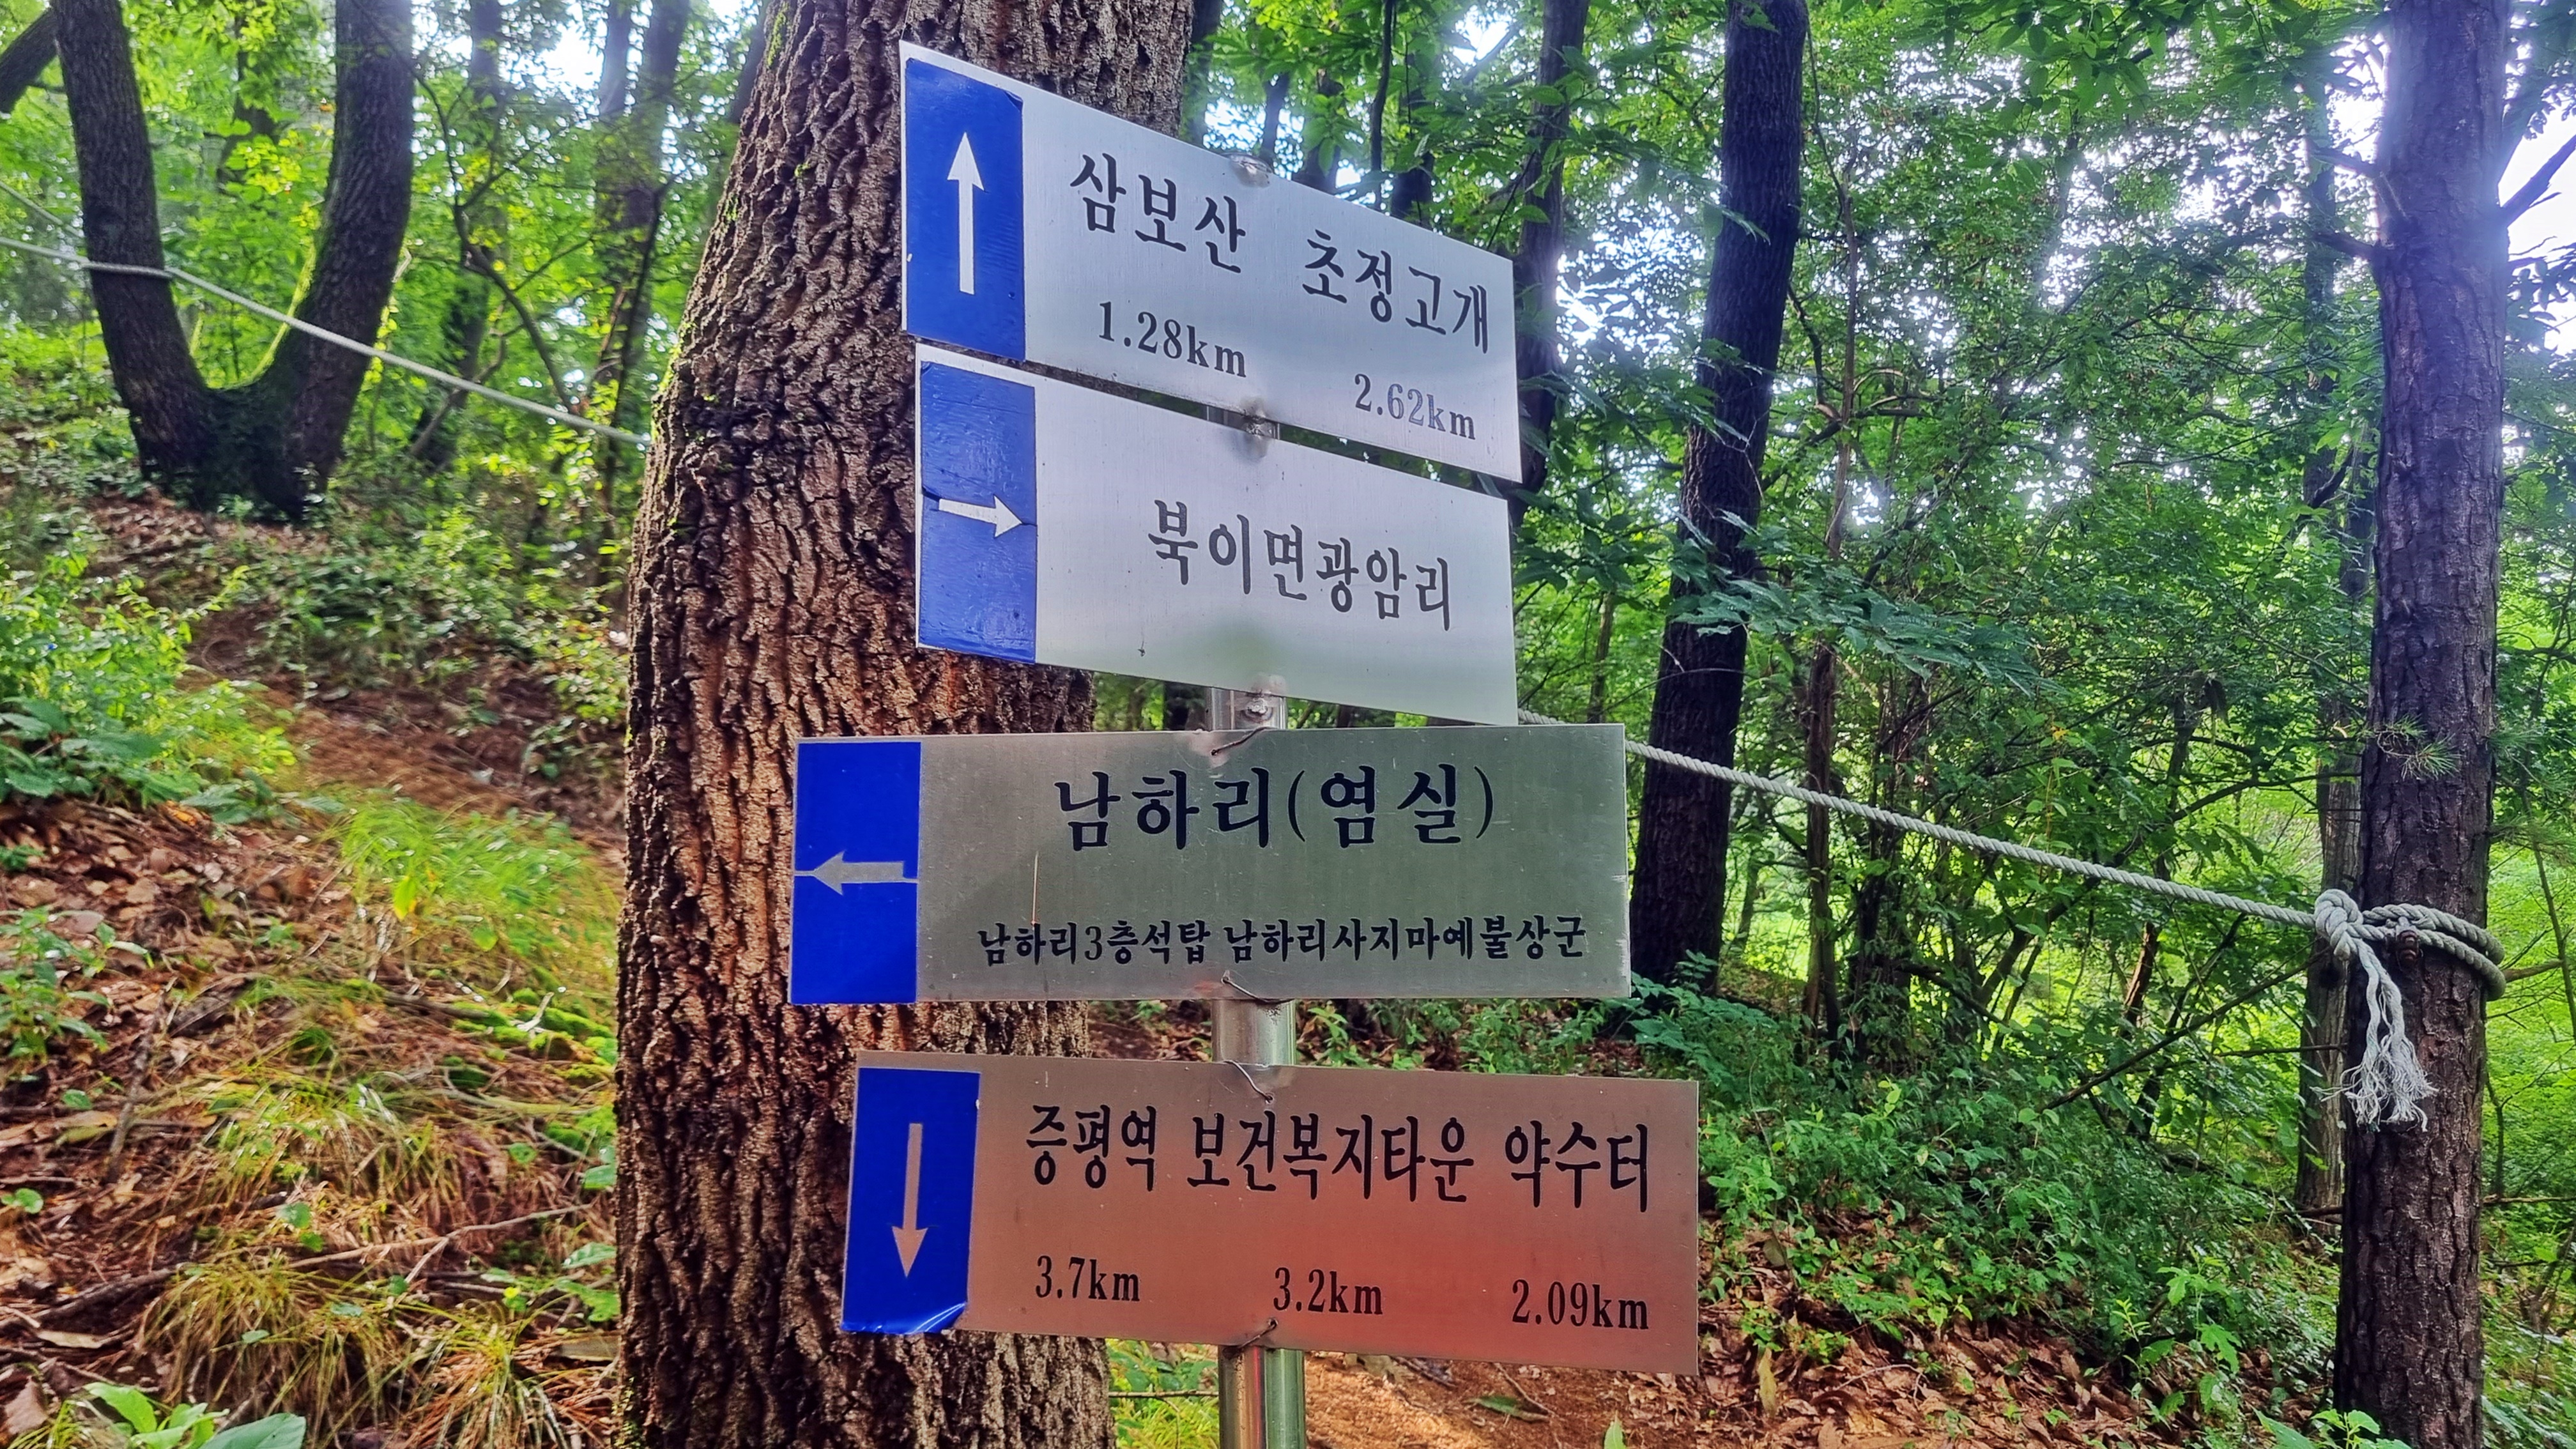 삼보산 초정고개
1.28km 2.62km
북이면광암리
남하리(염실)
남하리3층석탑 남하리사지마예불상군
증평역 보건복지타운 약수터
3.7km 3.2km 2.09km